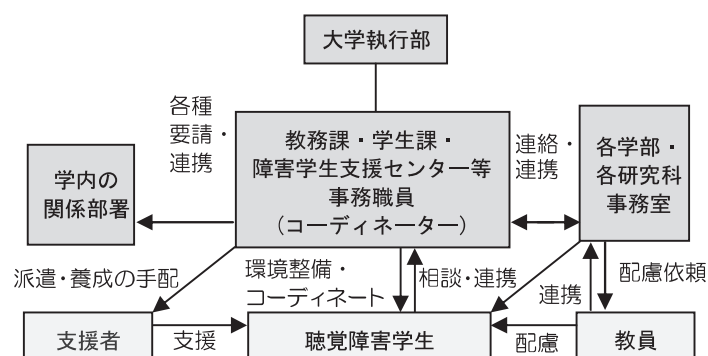 大学執行部
各種
要請・
連携
教務課・学生課・
障害学生支援センター等
事務職員
（コーディネーター）
連絡・
連携
各学部・
各研究科
事務室
学内の
関係部署
派遣・養成の手配
環境整備・
コーディネート
相談・連携
連携
配慮依頼
支援者
支援
聴覚障害学生
配慮
教員